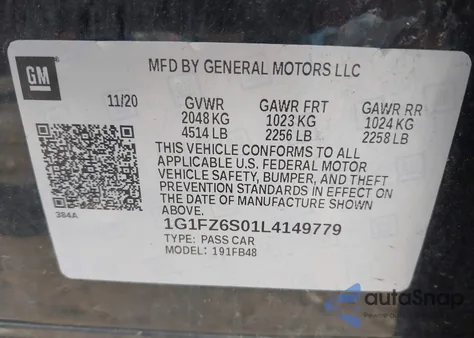 GM
MFD BY GENERAL MOTORS LLC
11/20 GVWR GAWR FRT GAWR RR
2048 KG 1023 KG 1024 KG
4514 LB 2256 LB 2258 LB
THIS VEHICLE CONFORMS TO ALL
APPLICABLE U.S. FEDERAL MOTOR
VEHICLE SAFETY, BUMPER, AND THEFT
PREVENTION STANDARDS IN EFFECT ON
THE DATE OF MANUFACTURE SHOWN
ABOVE.
384A
1G1FZ6S01L4149779
TYPE: PASS CAR
MODEL: 191FB48
autoSnap